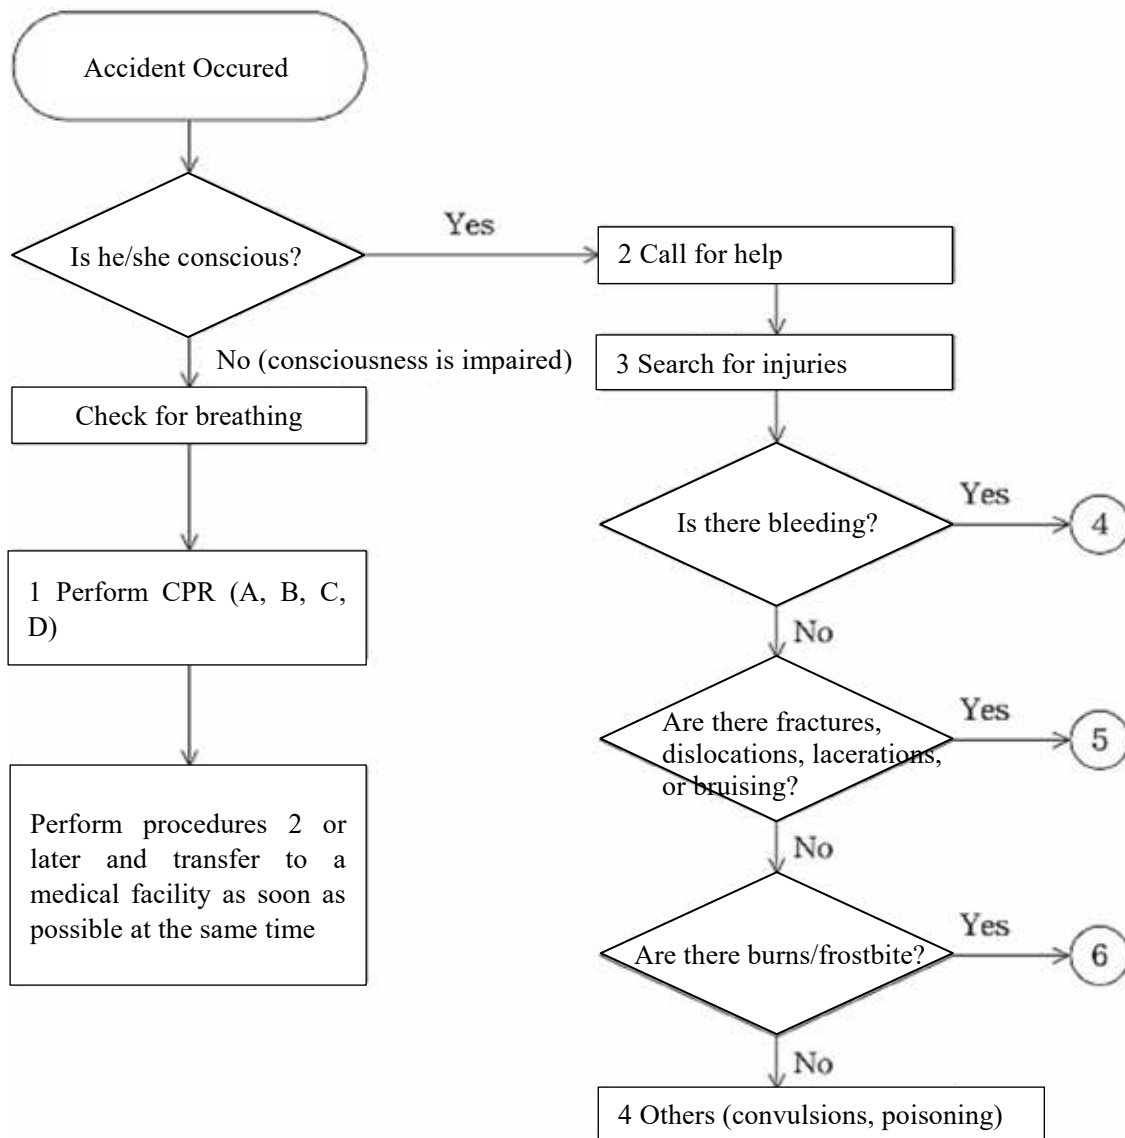 Accident Occured
Is he/she conscious?
Yes
2 Call for help
No (consciousness is impaired)
3 Search for injuries
Check for breathing
Is there bleeding?
Yes
4
1 Perform CPR (A, B, C,
D)
No
Are there fractures,
dislocations, lacerations,
or bruising?
Yes
5
Perform procedures 2 or
later and transfer to a
medical facility as soon as
possible at the same time
No
Are there burns/frostbite?
Yes
6
No
4 Others (convulsions, poisoning)